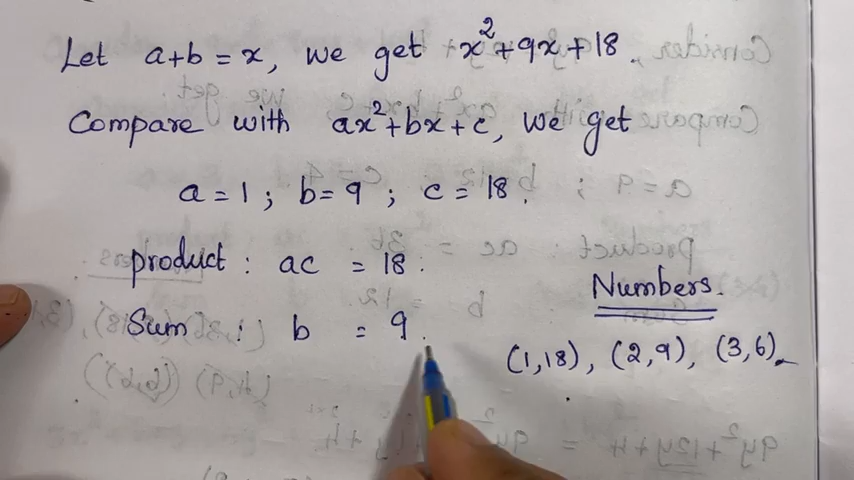 Let a+b = x, we get x²+9x+18.
Compare with ax²+bx+c, we get
a=1; b=9; c=18.
product: ac = 18.
Numbers.
Sum : b = 9.
(1,18), (2,9), (3,6)